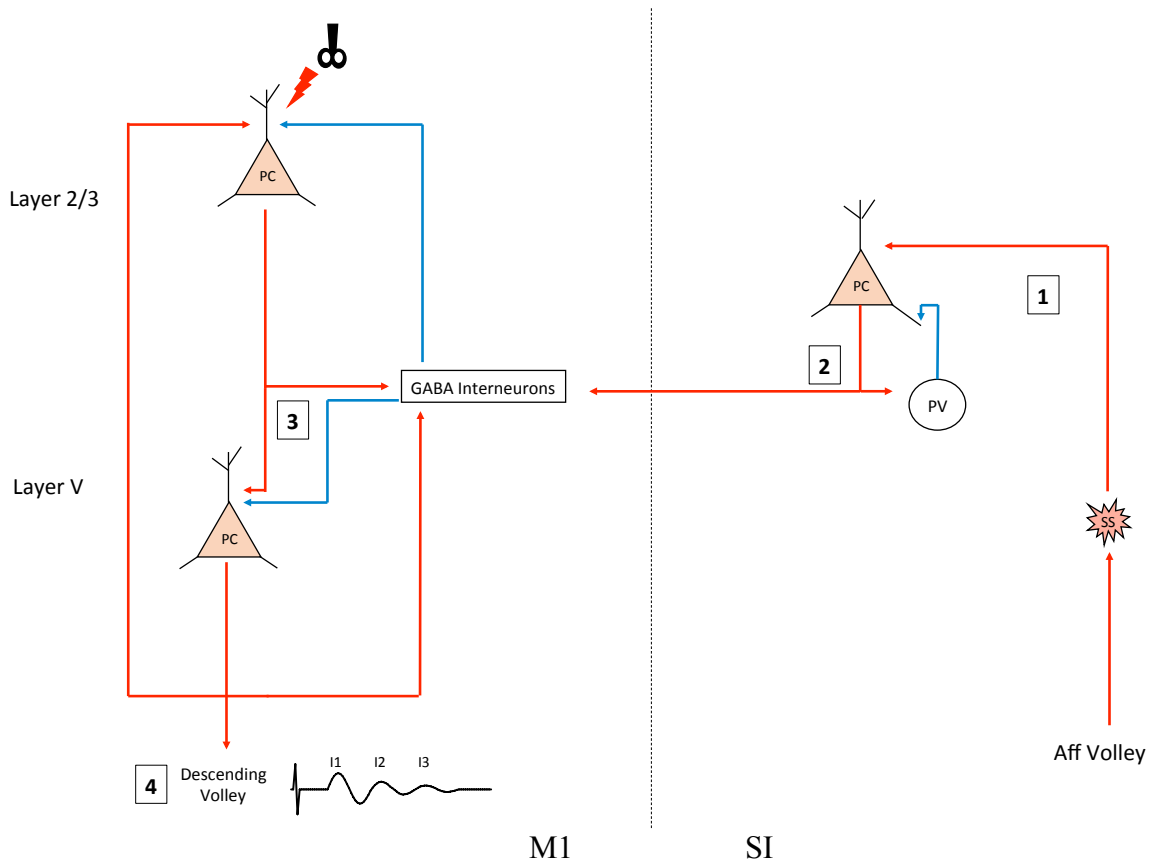 PC
Layer 2/3
1
PC
2
GABA Interneurons
PV
3
Layer V
SS
PC
Aff Volley
I1 I2 I3
4 Descending
Volley
M1 SI